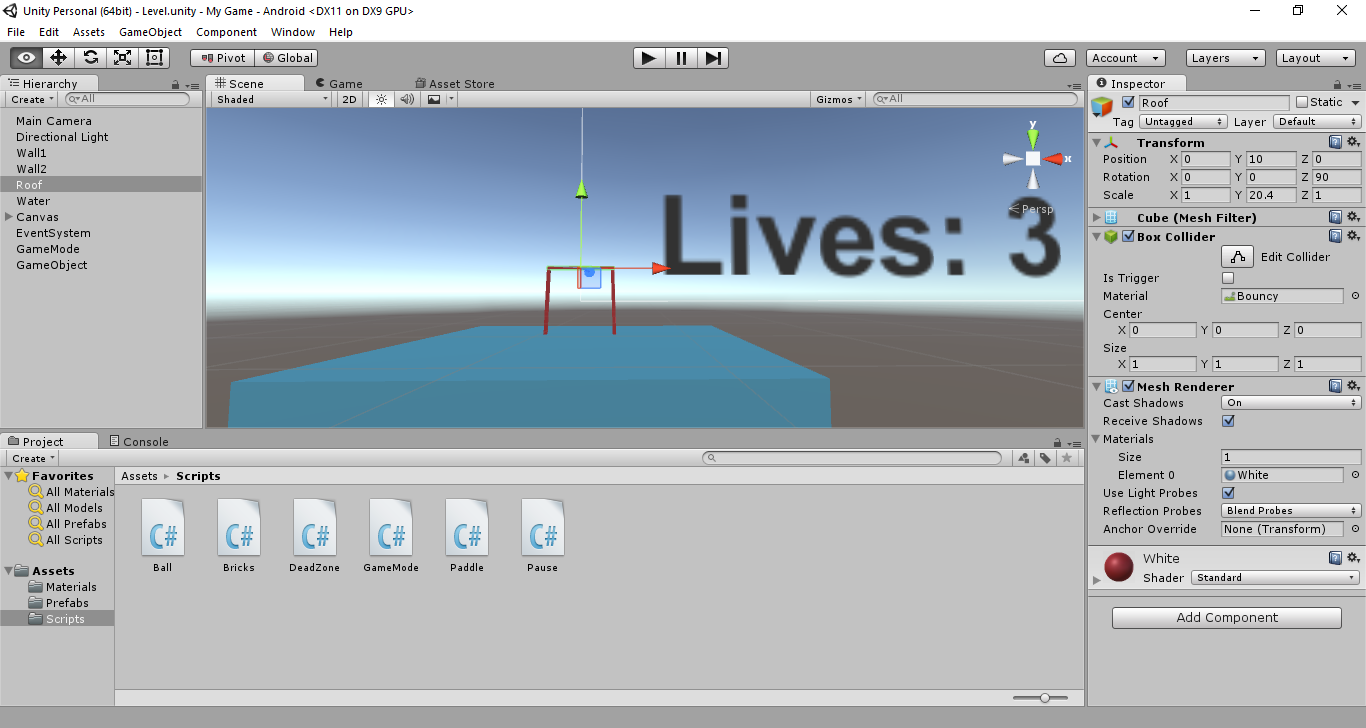 Unity Personal (64bit) - Level.unity - My Game - Android <DX11 on DX9 GPU>
File Edit Assets GameObject Component Window Help
Pivot Global Account Layers Layout
Hierarchy
Create All
Main Camera
Directional Light
Wall1
Wall2
Roof
Water
Canvas
EventSystem
GameMode
GameObject
Scene Game Asset Store
Shaded 2D Gizmos All
y
x
Persp
Lives: 3
Inspector
Roof Static
Tag Untagged Layer Default
Transform
Position X 0 Y 10 Z 0
Rotation X 0 Y 0 Z 90
Scale X 1 Y 20.4 Z 1
Cube (Mesh Filter)
Box Collider
Edit Collider
Is Trigger
Material Bouncy
Center
X 0 Y 0 Z 0
Size
X 1 Y 1 Z 1
Mesh Renderer
Cast Shadows On
Receive Shadows
Materials
Size 1
Element 0 White
Use Light Probes
Reflection Probes Blend Probes
Anchor Override None (Transform)
White
Shader Standard
Add Component
Project Console
Create
Favorites
All Materials
All Models
All Prefabs
All Scripts
Assets
Materials
Prefabs
Scripts
Assets Scripts
C# C# C# C# C# C#
Ball Bricks DeadZone GameMode Paddle Pause